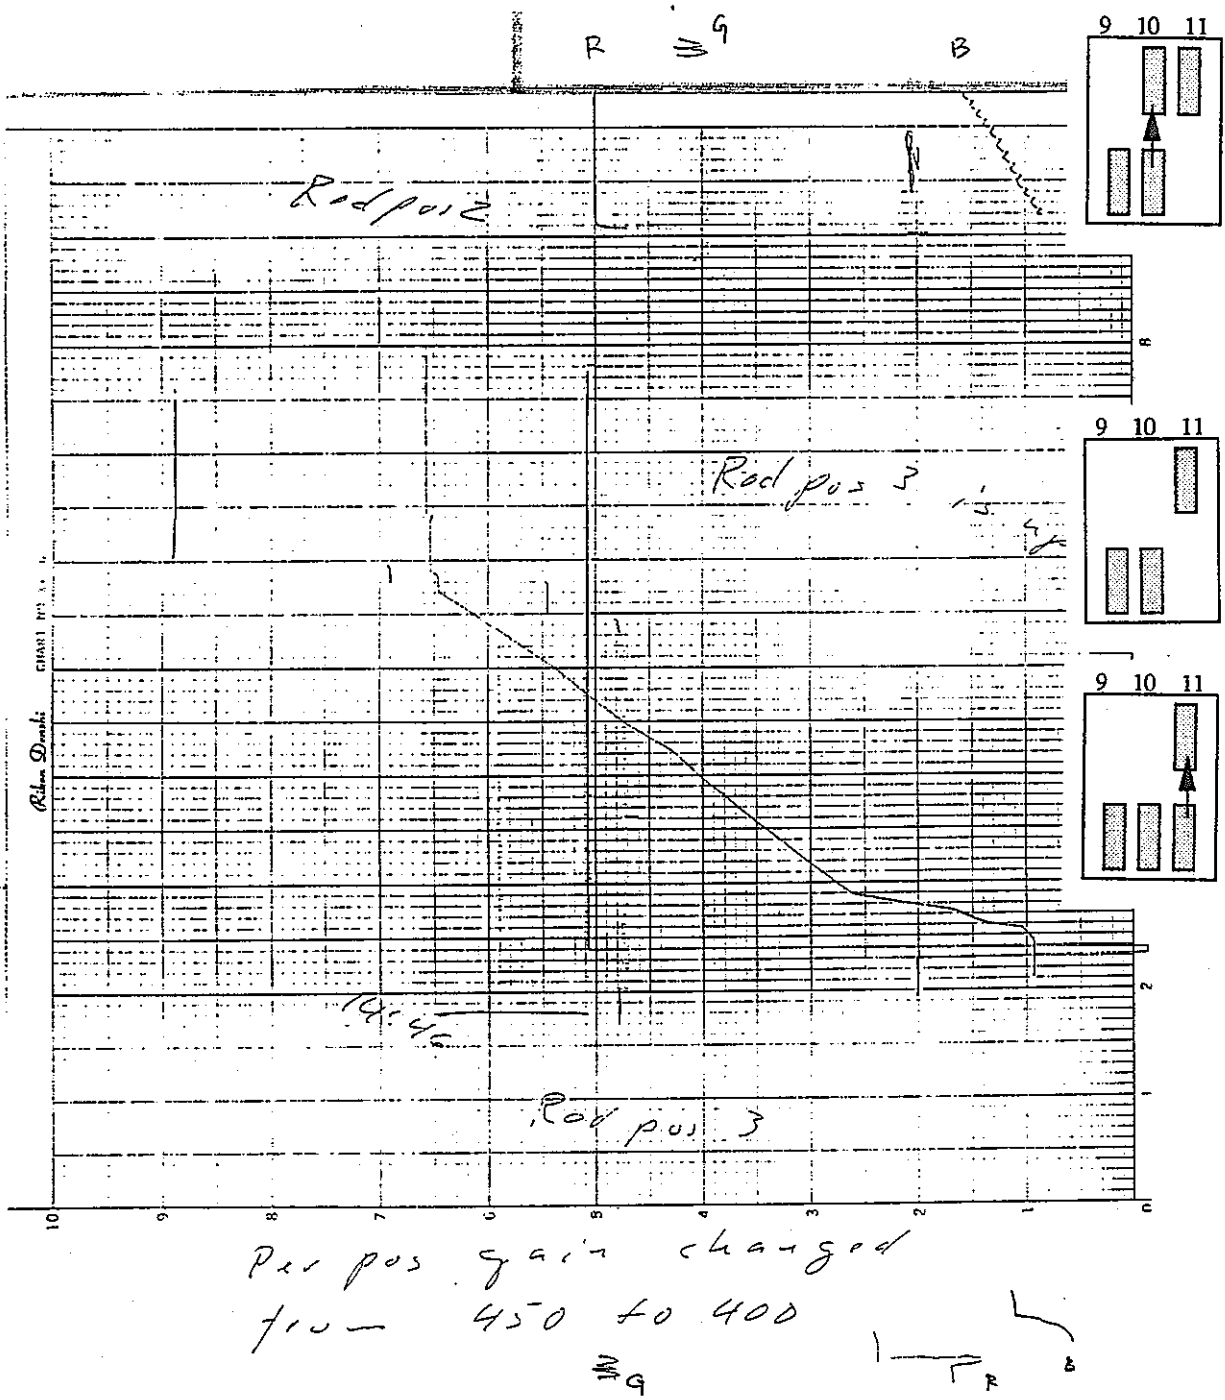 R G B
9 10 11
Rod pos 2
8
9 10 11
Rod pos 3
9 10 11
2
14:46
1
Rod pos 3
10 8 7 6 5 4 3 2 1 0
Per pos gain changed
from 450 to 400
G R B